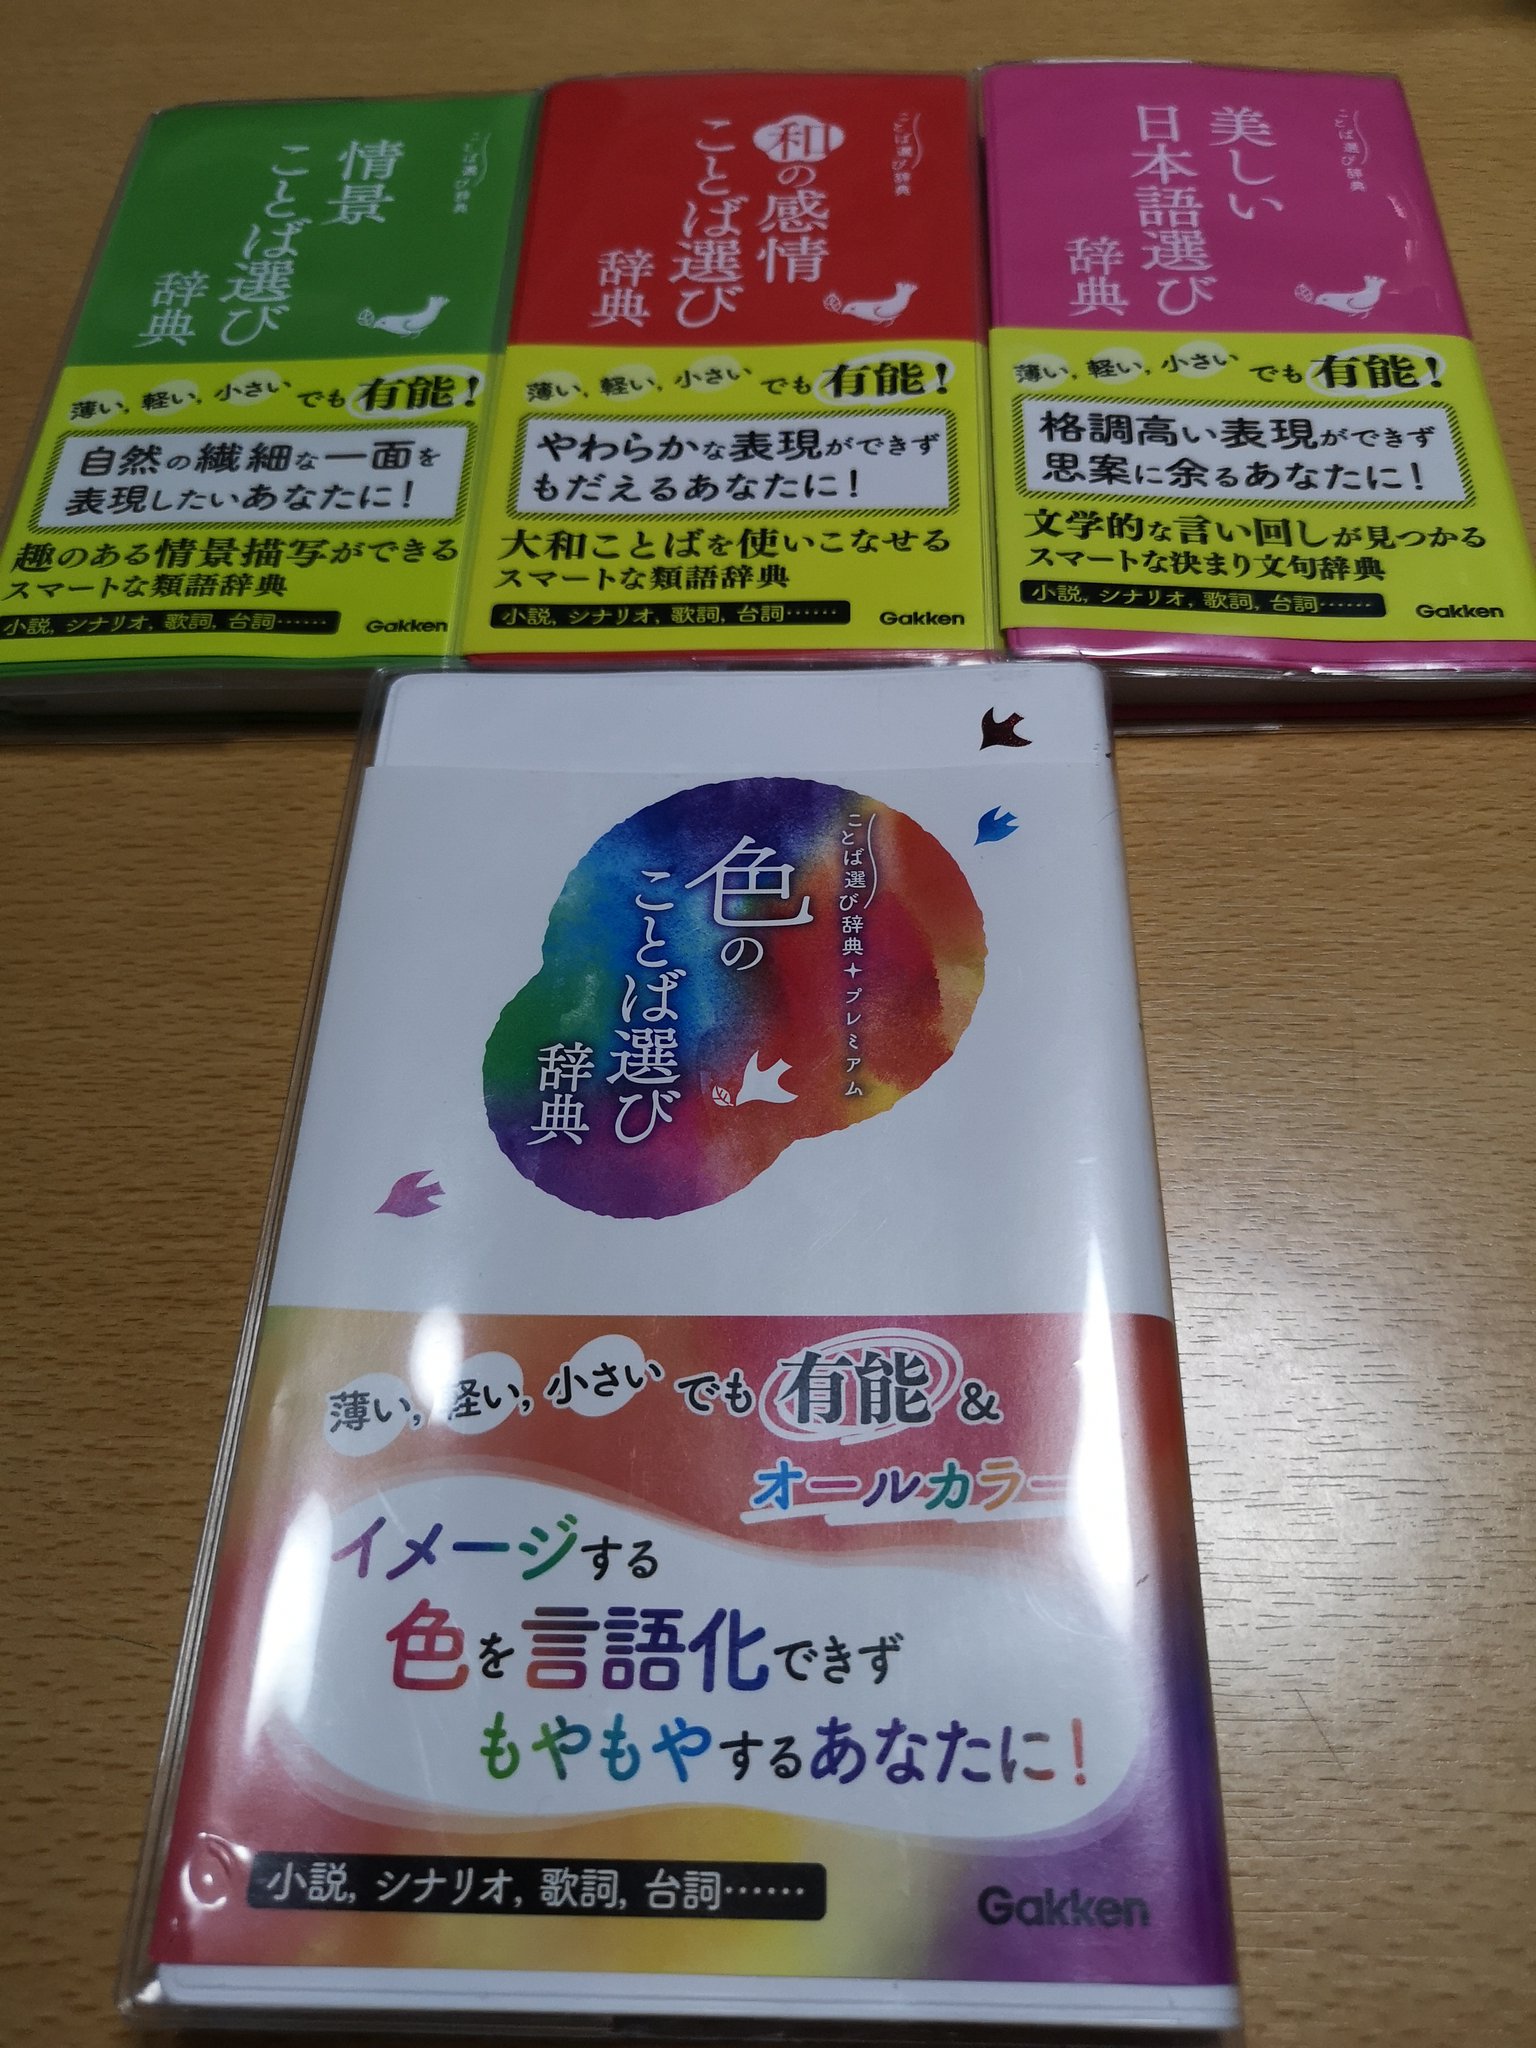 ことば選び辞典
情景
ことば選び
辞典
薄い, 軽い, 小さい でも 有能!
自然の繊細な一面を
表現したいあなたに!
趣のある情景描写ができる
スマートな類語辞典
小説, シナリオ, 歌詞, 台詞……
Gakken
ことば選び辞典
和の感情
ことば選び
辞典
薄い, 軽い, 小さい でも 有能!
やわらかな表現ができず
もだえるあなたに!
大和ことばを使いこなせる
スマートな類語辞典
小説, シナリオ, 歌詞, 台詞……
Gakken
ことば選び辞典
美しい
日本語選び
辞典
薄い, 軽い, 小さい でも 有能!
格調高い表現ができず
思案に余るあなたに!
文学的な言い回しが見つかる
スマートな決まり文句辞典
小説, シナリオ, 歌詞, 台詞……
Gakken
ことば選び辞典+プレミアム
色の
ことば選び
辞典
薄い, 軽い, 小さい でも 有能 &
オールカラー
イメージする
色を言語化できず
もやもやするあなたに!
小説, シナリオ, 歌詞, 台詞……
Gakken